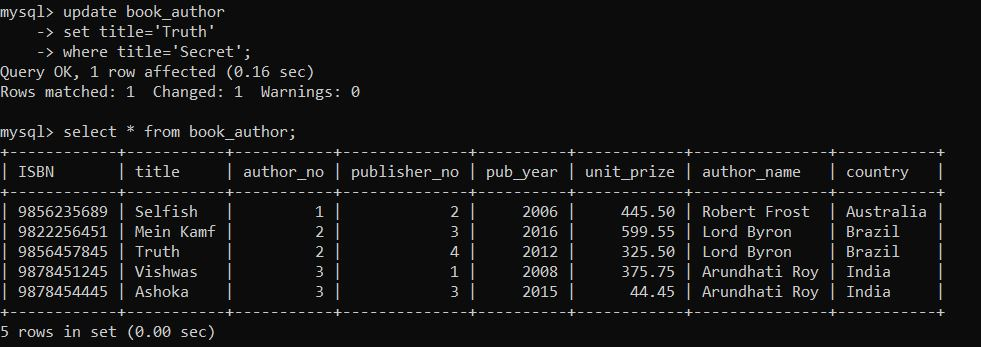 mysql> update book_author
    -> set title='Truth'
    -> where title='Secret';
Query OK, 1 row affected (0.16 sec)
Rows matched: 1  Changed: 1  Warnings: 0

mysql> select * from book_author;
+------------+----------+-----------+--------------+----------+------------+---------------+-----------+
| ISBN       | title     | author_no | publisher_no | pub_year | unit_prize | author_name   | country   |
+------------+----------+-----------+--------------+----------+------------+---------------+-----------+
| 9856235689 | Selfish   |         1 |            2 |     2006 |     445.50 | Robert Frost  | Australia |
| 9822256451 | Mein Kamf |         2 |            3 |     2016 |     599.55 | Lord Byron    | Brazil    |
| 9856457845 | Truth     |         2 |            4 |     2012 |     325.50 | Lord Byron    | Brazil    |
| 9878451245 | Vishwas   |         3 |            1 |     2008 |     375.75 | Arundhati Roy | India     |
| 9878454445 | Ashoka    |         3 |            3 |     2015 |      44.45 | Arundhati Roy | India     |
+------------+----------+-----------+--------------+----------+------------+---------------+-----------+
5 rows in set (0.00 sec)